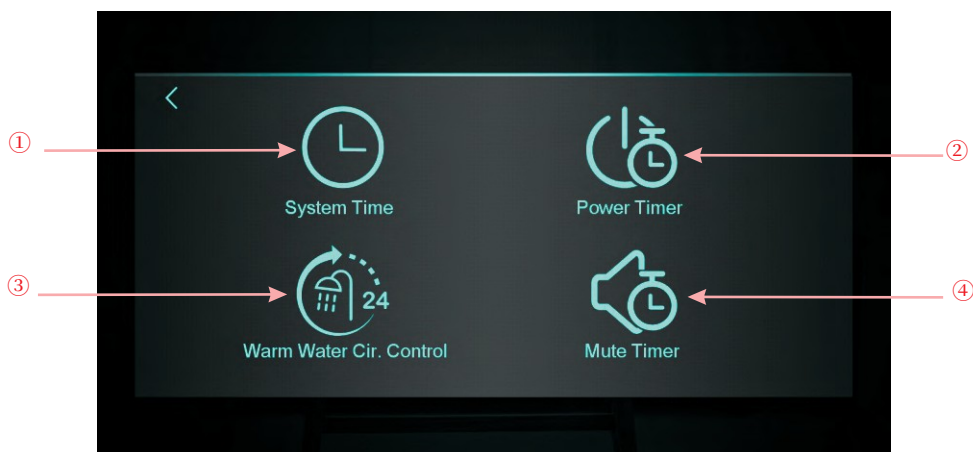 ①
②
System Time
Power Timer
③
24
④
Warm Water Cir. Control
Mute Timer